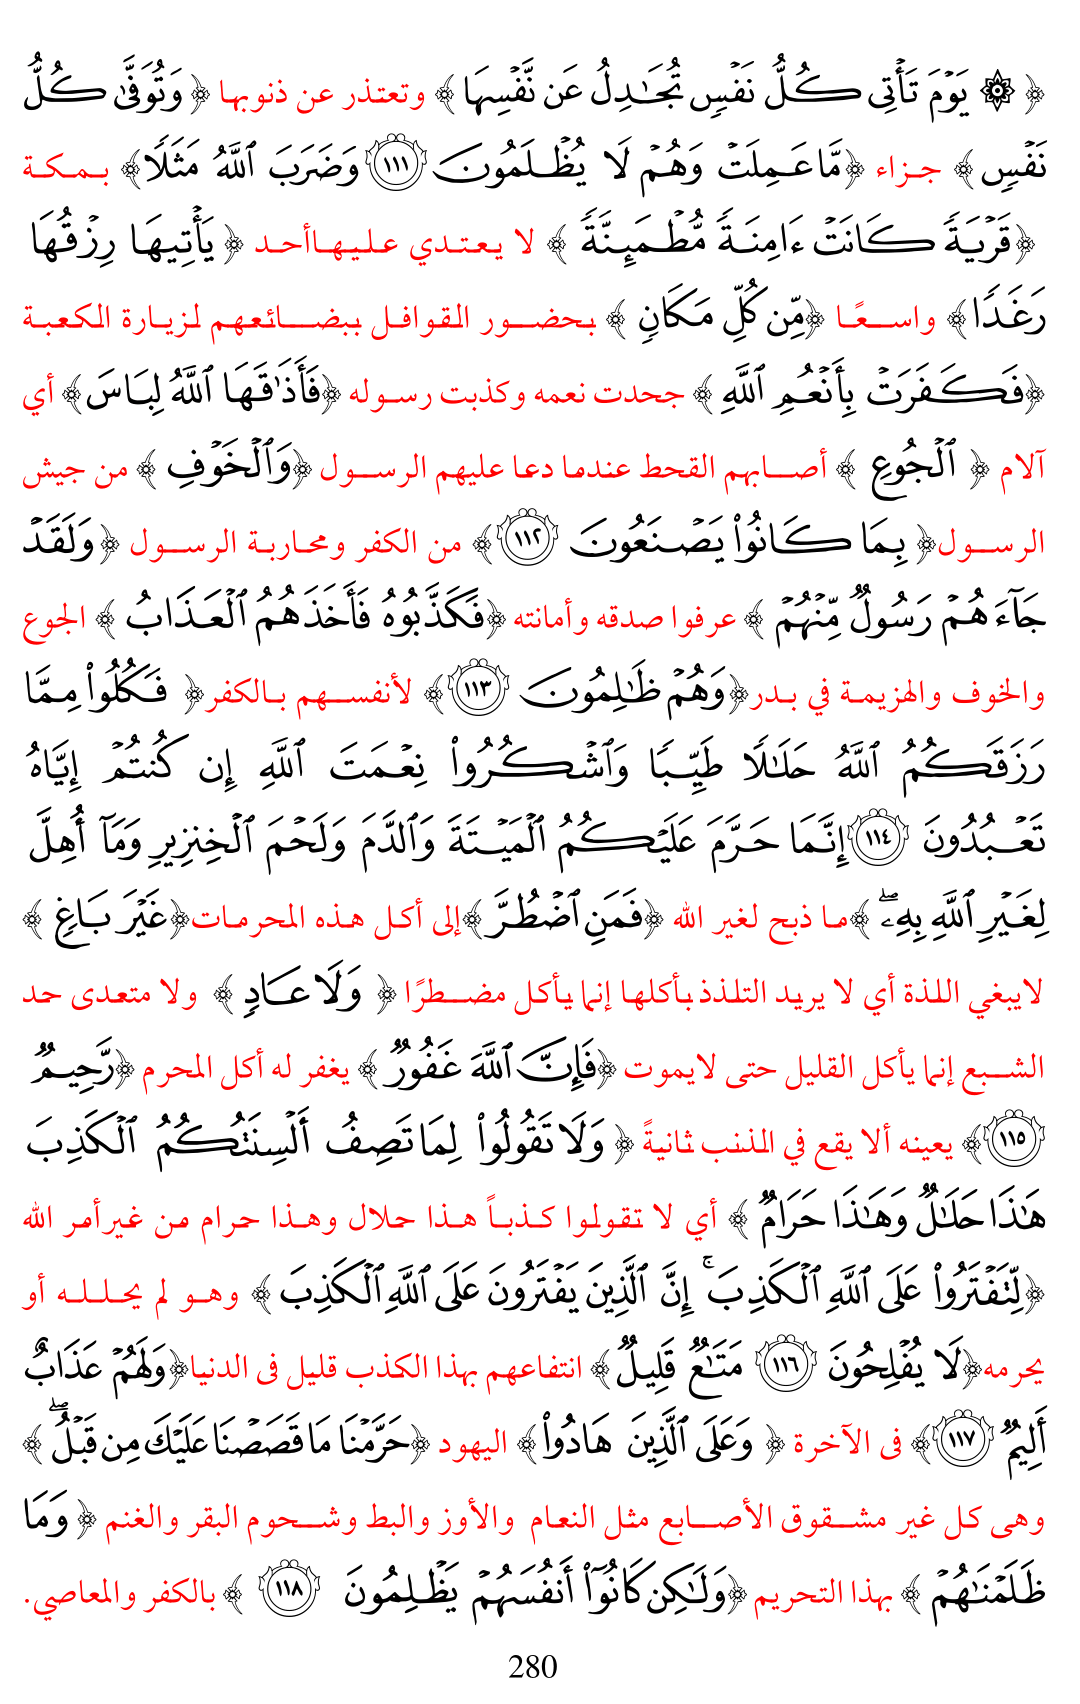 ﴿ ۞ يَوْمَ تَأْتِى كُلُّ نَفْسٍ تُجَٰدِلُ عَن نَّفْسِهَا ﴾ وتعتذر عن ذنوبها ﴿ وَتُوَفَّىٰ كُلُّ
نَفْسٍ ﴾ جزاء ﴿مَّا عَمِلَتْ وَهُمْ لَا يُظْلَمُونَ ١١١ وَضَرَبَ ٱللَّهُ مَثَلًا﴾ بمكة
﴿قَرْيَةً كَانَتْ ءَامِنَةً مُّطْمَئِنَّةً ﴾ لا يعتدي عليهاأحد ﴿ يَأْتِيهَا رِزْقُهَا
رَغَدًا﴾ واسعًا ﴿مِّن كُلِّ مَكَانٍ ﴾ بحضور القوافل ببضائعهم لزيارة الكعبة
﴿فَكَفَرَتْ بِأَنْعُمِ ٱللَّهِ ﴾ جحدت نعمه وكذبت رسوله ﴿فَأَذَٰقَهَا ٱللَّهُ لِبَاسَ﴾ أي
آلام ﴿ ٱلْجُوعِ ﴾ أصابهم القحط عندما دعا عليهم الرسول ﴿وَٱلْخَوْفِ ﴾ من جيش
الرسول﴿ بِمَا كَانُوا۟ يَصْنَعُونَ ١١٢﴾ من الكفر ومحاربة الرسول ﴿وَلَقَدْ
جَآءَهُمْ رَسُولٌ مِّنْهُمْ ﴾ عرفوا صدقه وأمانته ﴿فَكَذَّبُوهُ فَأَخَذَهُمُ ٱلْعَذَابُ ﴾ الجوع
والخوف والهزيمة في بدر﴿وَهُمْ ظَٰلِمُونَ ١١٣﴾ لأنفسهم بالكفر﴿ فَكُلُوا۟ مِمَّا
رَزَقَكُمُ ٱللَّهُ حَلَٰلًا طَيِّبًا وَٱشْكُرُوا۟ نِعْمَتَ ٱللَّهِ إِن كُنتُمْ إِيَّاهُ
تَعْبُدُونَ ١١٤ إِنَّمَا حَرَّمَ عَلَيْكُمُ ٱلْمَيْتَةَ وَٱلدَّمَ وَلَحْمَ ٱلْخِنزِيرِ وَمَآ أُهِلَّ
لِغَيْرِ ٱللَّهِ بِهِۦۖ ﴾ما ذبح لغير الله ﴿فَمَنِ ٱضْطُرَّ﴾إلى أكل هذه المحرمات﴿غَيْرَ بَاغٍ ﴾
لايبغي اللذة أي لا يريد التلذذ بأكلها إنما يأكل مضطرًا ﴿ وَلَا عَادٍ ﴾ ولا متعدى حد
الشبع إنما يأكل القليل حتى لايموت ﴿فَإِنَّ ٱللَّهَ غَفُورٌ ﴾ يغفر له أكل المحرم ﴿رَّحِيمٌ
١١٥﴾ يعينه ألا يقع في الذنب ثانيةً ﴿ وَلَا تَقُولُوا۟ لِمَا تَصِفُ أَلْسِنَتُكُمُ ٱلْكَذِبَ
هَٰذَا حَلَٰلٌ وَهَٰذَا حَرَامٌ ﴾ أي لا تقولوا كذباً هذا حلال وهذا حرام من غيرأمر الله
﴿لِّتَفْتَرُوا۟ عَلَى ٱللَّهِ ٱلْكَذِبَ ۚ إِنَّ ٱلَّذِينَ يَفْتَرُونَ عَلَى ٱللَّهِ ٱلْكَذِبَ ﴾ وهو لم يحلله أو
يحرمه﴿لَا يُفْلِحُونَ ١١٦ مَتَٰعٌ قَلِيلٌ﴾ انتفاعهم بهذا الكذب قليل فى الدنيا﴿وَلَهُمْ عَذَابٌ
أَلِيمٌ ١١٧﴾ فى الآخرة ﴿ وَعَلَى ٱلَّذِينَ هَادُوا۟﴾ اليهود ﴿حَرَّمْنَا مَا قَصَصْنَا عَلَيْكَ مِن قَبْلُۖ ﴾
وهى كل غير مشقوق الأصابع مثل النعام والأوز والبط وشحوم البقر والغنم ﴿ وَمَا
ظَلَمْنَٰهُمْ ﴾ بهذا التحريم ﴿وَلَٰكِن كَانُوٓا۟ أَنفُسَهُمْ يَظْلِمُونَ ١١٨ ﴾ بالكفر والمعاصي.
280